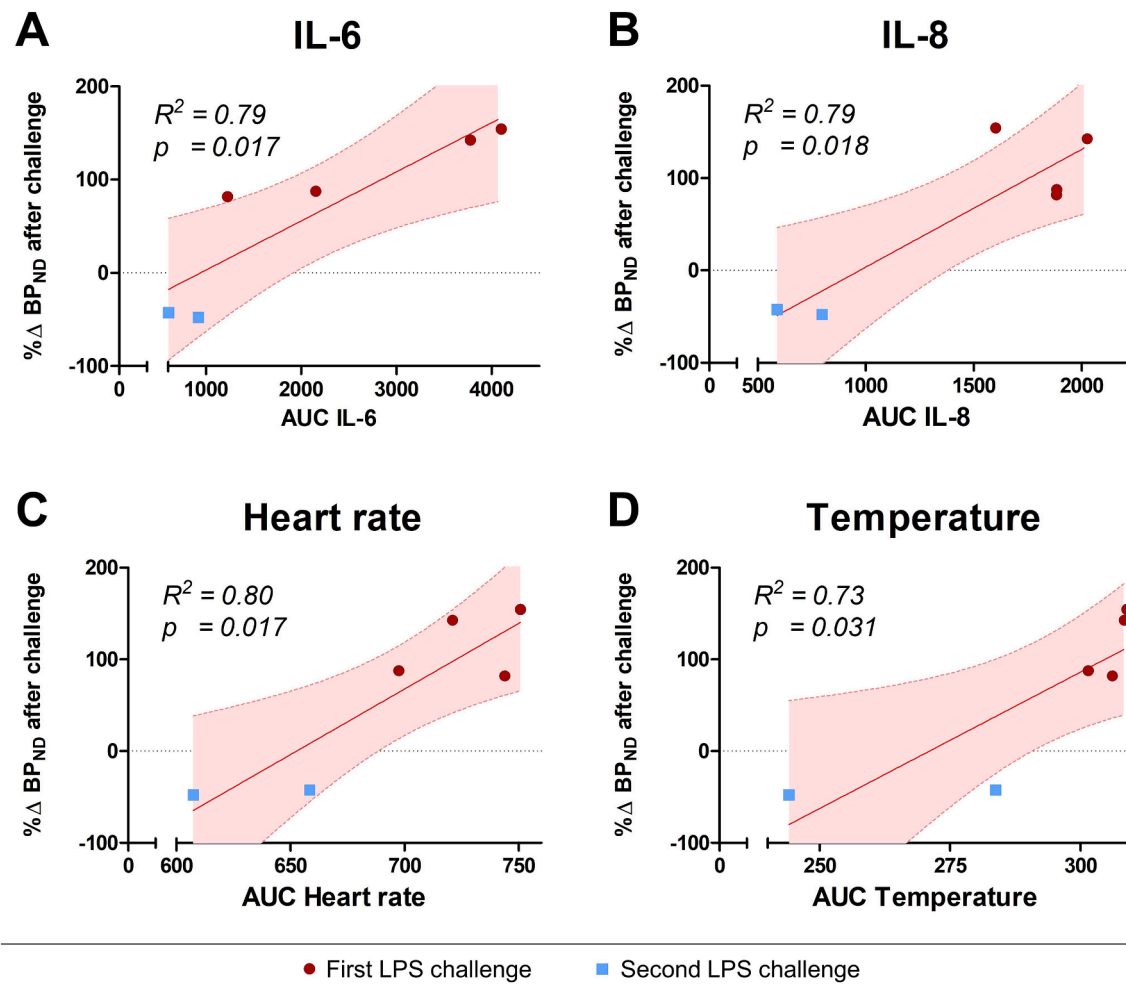 A
IL-6
%Δ BPND after challenge
R2 = 0.79
p = 0.017
200
100
0
-100
0 1000 2000 3000 4000
AUC IL-6
B
IL-8
%Δ BPND after challenge
R2 = 0.79
p = 0.018
200
100
0
-100
0 500 1000 1500 2000
AUC IL-8
C
Heart rate
%Δ BPND after challenge
R2 = 0.80
p = 0.017
200
100
0
-100
0 600 650 700 750
AUC Heart rate
D
Temperature
%Δ BPND after challenge
R2 = 0.73
p = 0.031
200
100
0
-100
0 250 275 300
AUC Temperature
First LPS challenge
Second LPS challenge